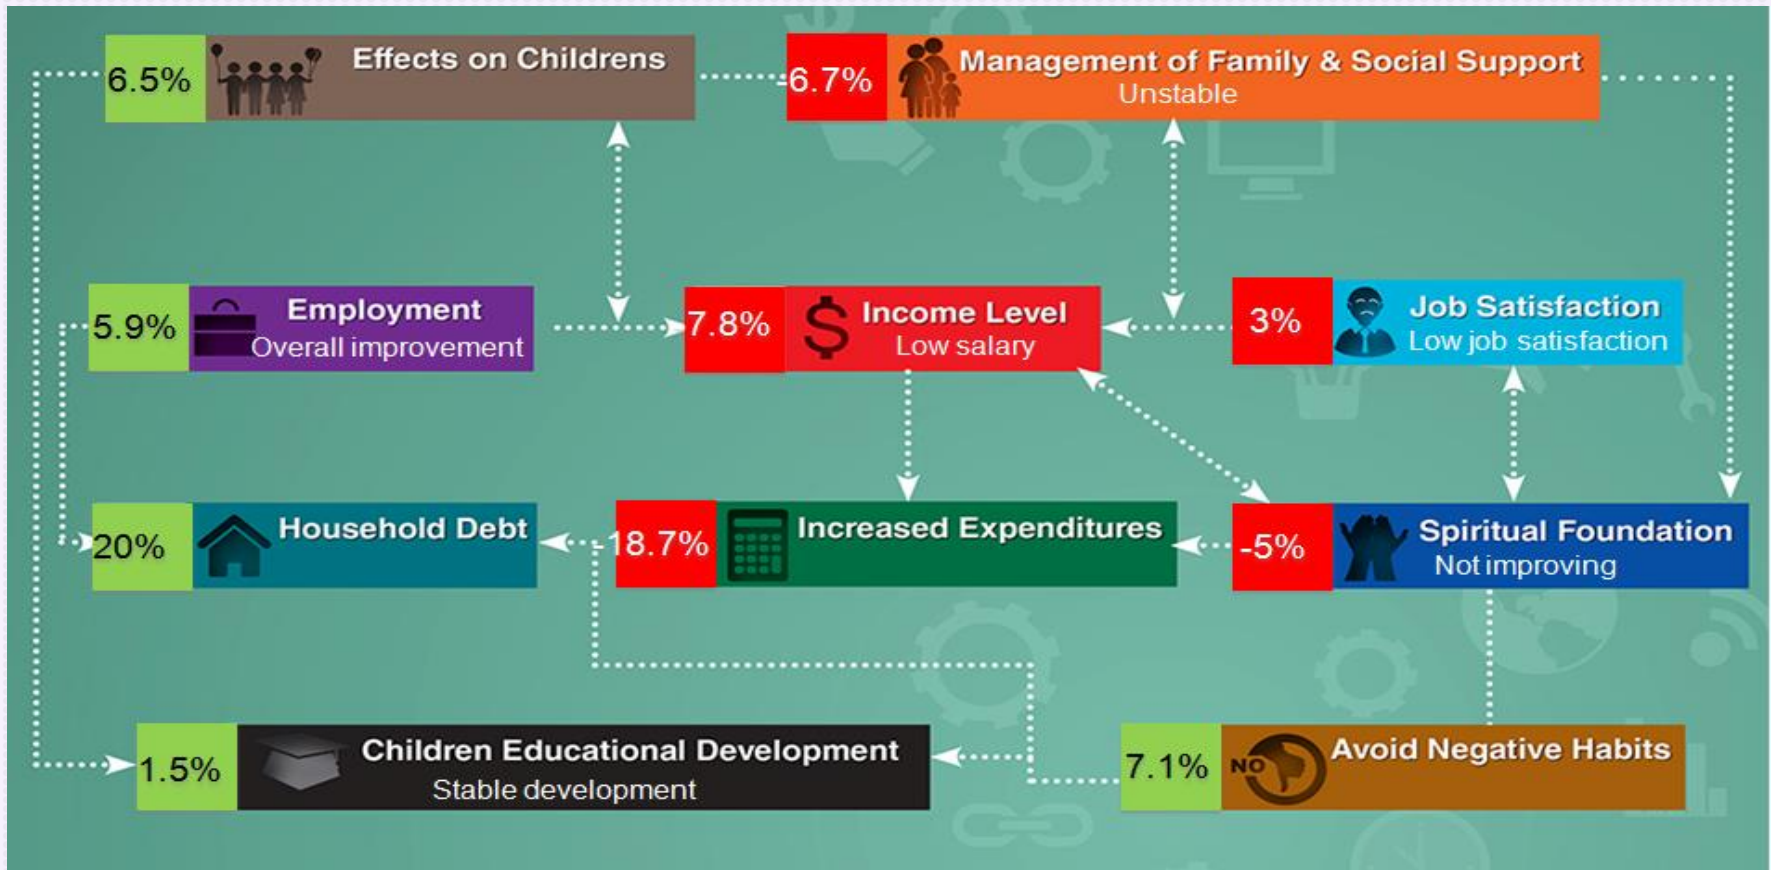 6.5%
Effects on Childrens
-6.7%
Management of Family & Social Support
Unstable
5.9%
Employment
Overall improvement
7.8%
$
Income Level
Low salary
3%
Job Satisfaction
Low job satisfaction
20%
Household Debt
-18.7%
Increased Expenditures
-5%
Spiritual Foundation
Not improving
1.5%
Children Educational Development
Stable development
7.1%
NO
Avoid Negative Habits